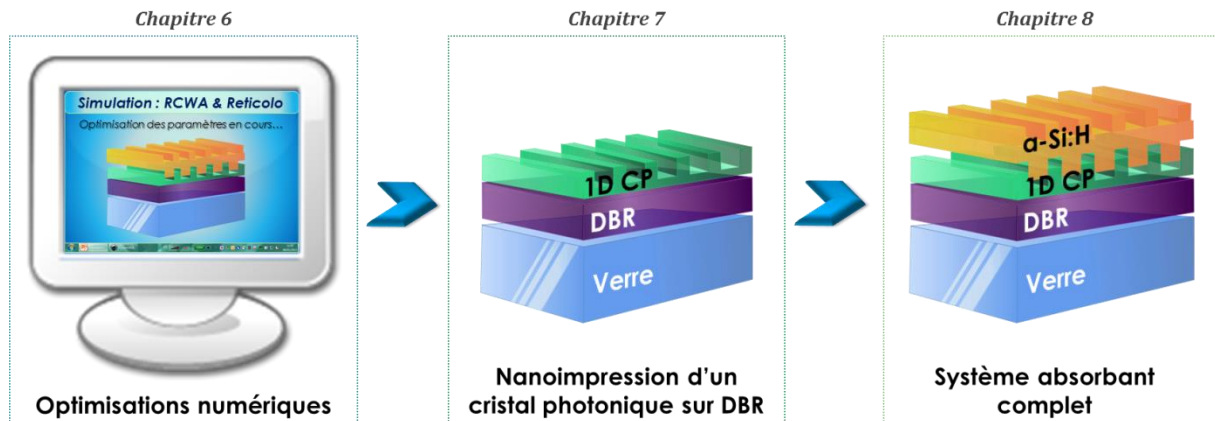 Chapitre 6
Simulation : RCWA & Reticolo
Optimisation des paramètres en cours...
Optimisations numériques
Chapitre 7
1D CP
DBR
Verre
Nanoimpression d'un
cristal photonique sur DBR
Chapitre 8
a-Si:H
1D CP
DBR
Verre
Système absorbant
complet